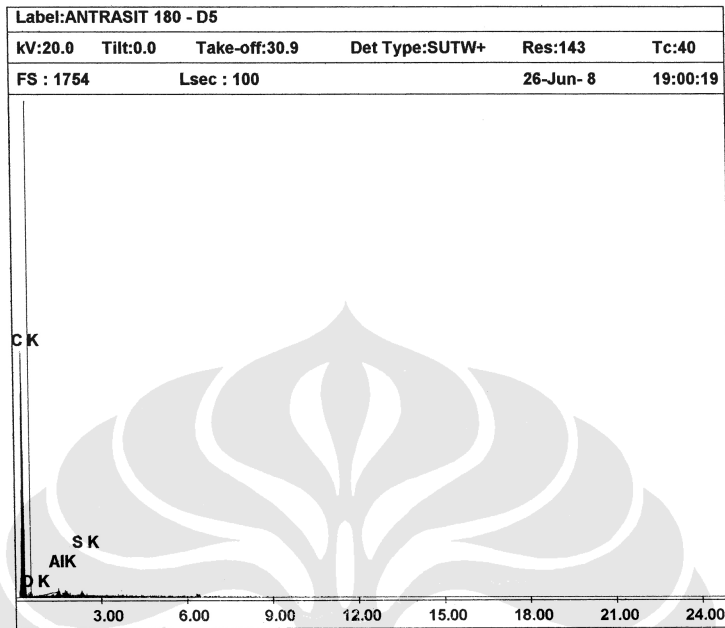 Label:ANTRASIT 180 - D5
kV:20.0 Tilt:0.0 Take-off:30.9 Det Type:SUTW+ Res:143 Tc:40
FS : 1754 Lsec : 100 26-Jun- 8 19:00:19
C K
S K
AlK
O K
3.00 6.00 9.00 12.00 15.00 18.00 21.00 24.00